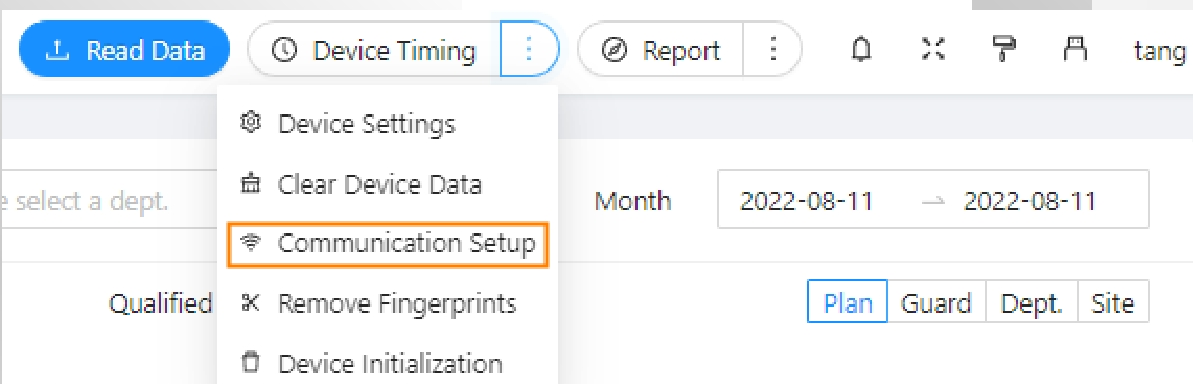 Read Data Device Timing Report tang
Device Settings
Clear Device Data
select a dept. Month 2022-08-11 → 2022-08-11
Communication Setup
Qualified Remove Fingerprints Plan Guard Dept. Site
Device Initialization